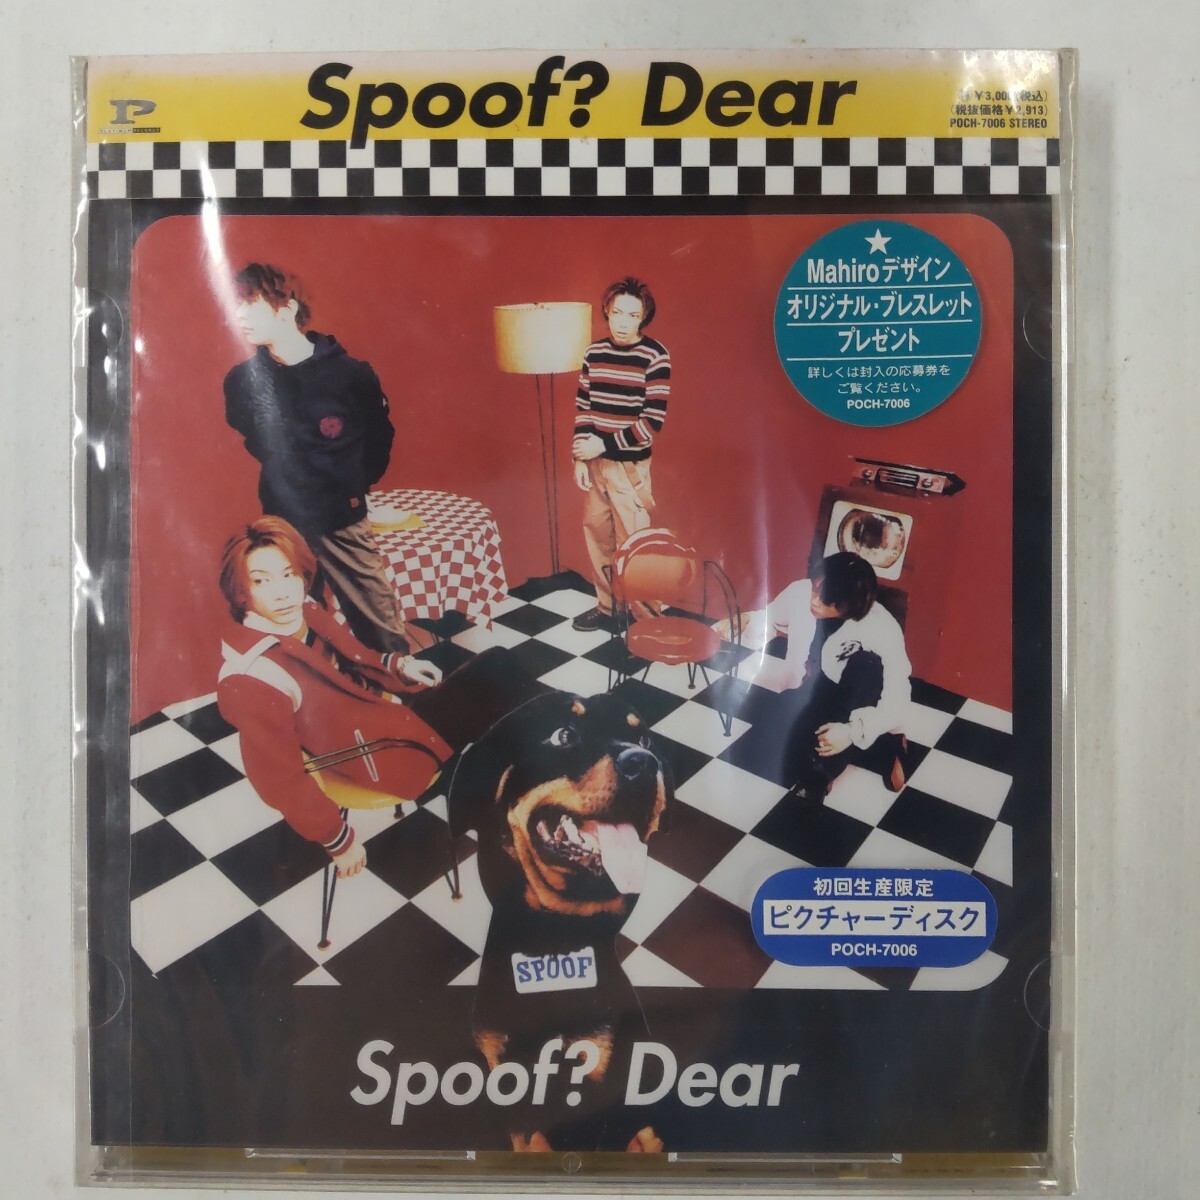 Spoof? Dear
P
¥3,000(税込)
(税抜価格¥2,913)
POCH-7006 STEREO
★
Mahiroデザイン
オリジナル・ブレスレット
プレゼント
詳しくは封入の応募券を
ご覧ください。
POCH-7006
初回生産限定
ピクチャーディスク
POCH-7006
SPOOF
Spoof? Dear